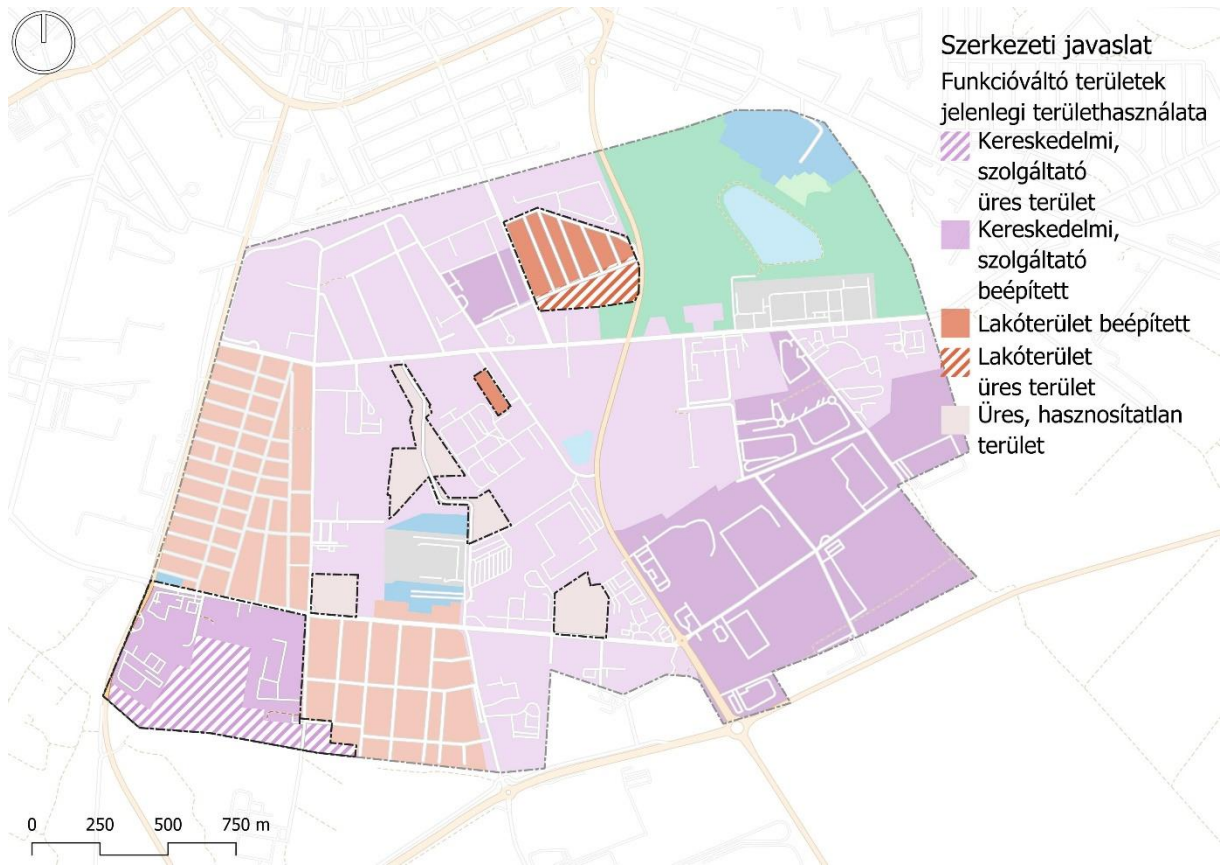 Szerkezeti javaslat
Funkcióváltó területek
jelenlegi területhasználata
Kereskedelmi,
szolgáltató
üres terület
Kereskedelmi,
szolgáltató
beépített
Lakóterület beépített
Lakóterület
üres terület
Üres, hasznosítatlan
terület
0 250 500 750 m